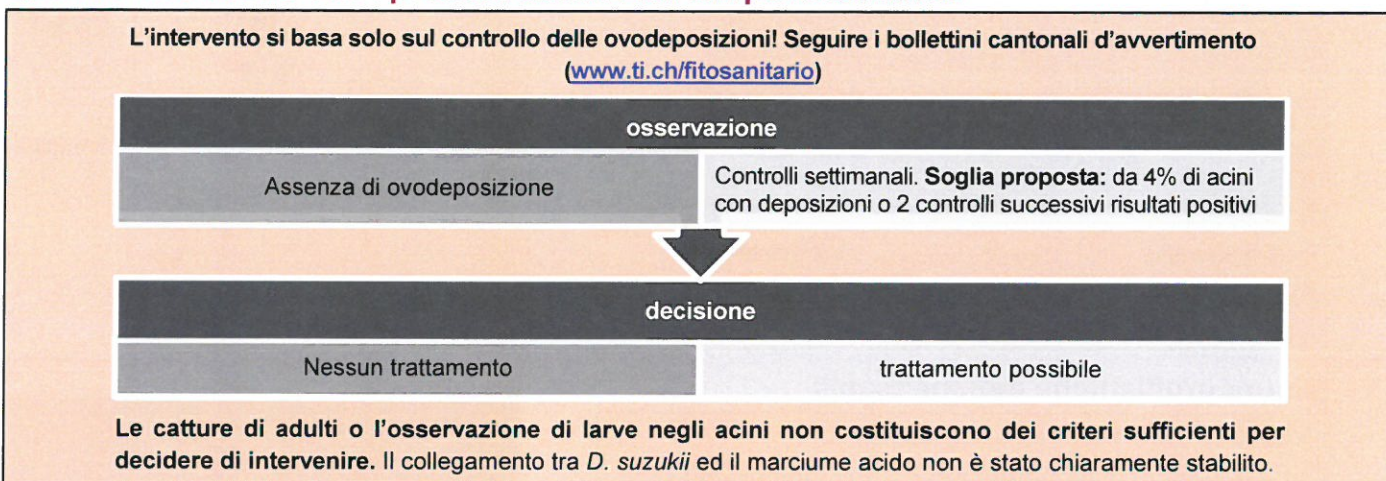 L'intervento si basa solo sul controllo delle ovodeposizioni! Seguire i bollettini cantonali d'avvertimento
(www.ti.ch/fitosanitario)
osservazione
Assenza di ovodeposizione
Controlli settimanali. Soglia proposta: da 4% di acini
con deposizioni o 2 controlli successivi risultati positivi
decisione
Nessun trattamento
trattamento possibile
Le catture di adulti o l'osservazione di larve negli acini non costituiscono dei criteri sufficienti per
decidere di intervenire. Il collegamento tra D. suzukii ed il marciume acido non è stato chiaramente stabilito.